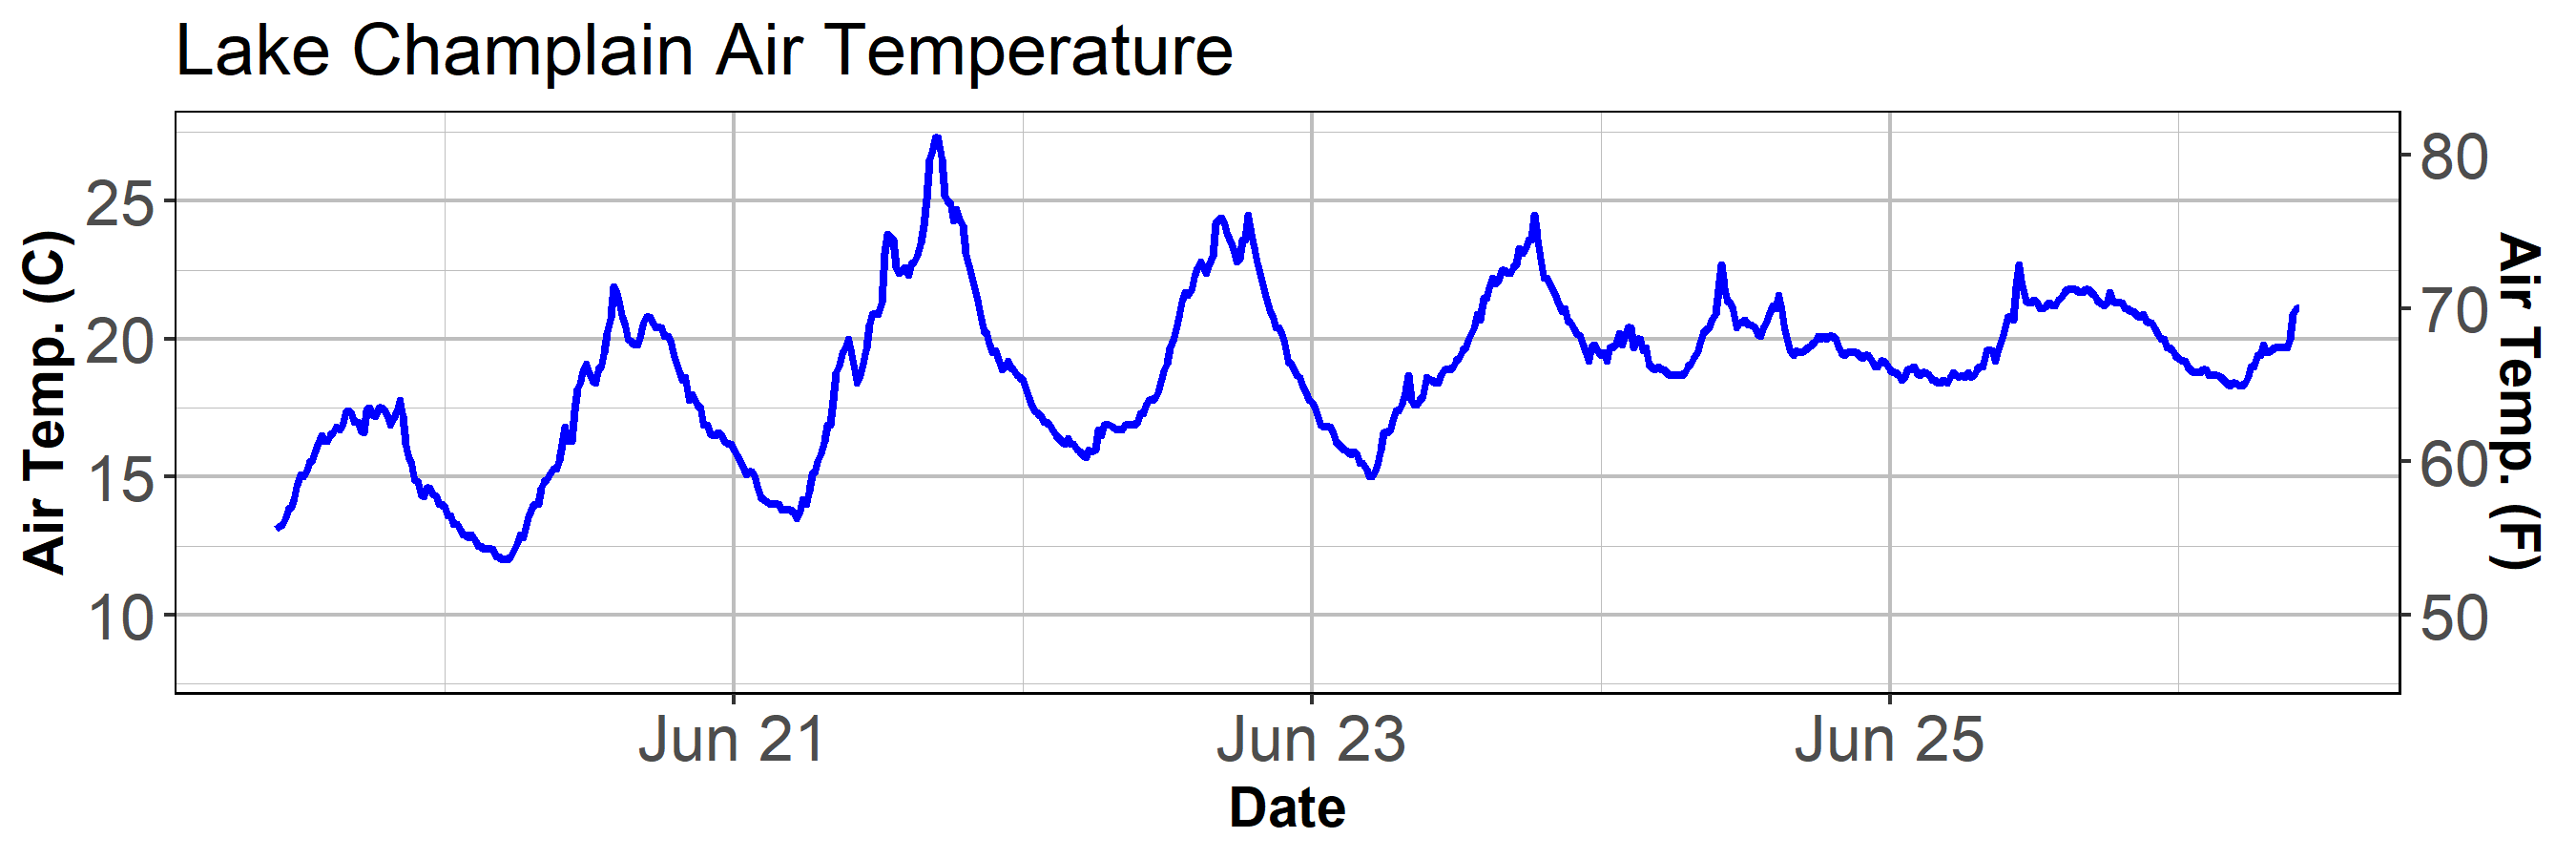 Lake Champlain Air Temperature
Air Temp. (C)
25
20
15
10
80
70
60
50
Air Temp. (F)
Jun 21
Jun 23
Jun 25
Date